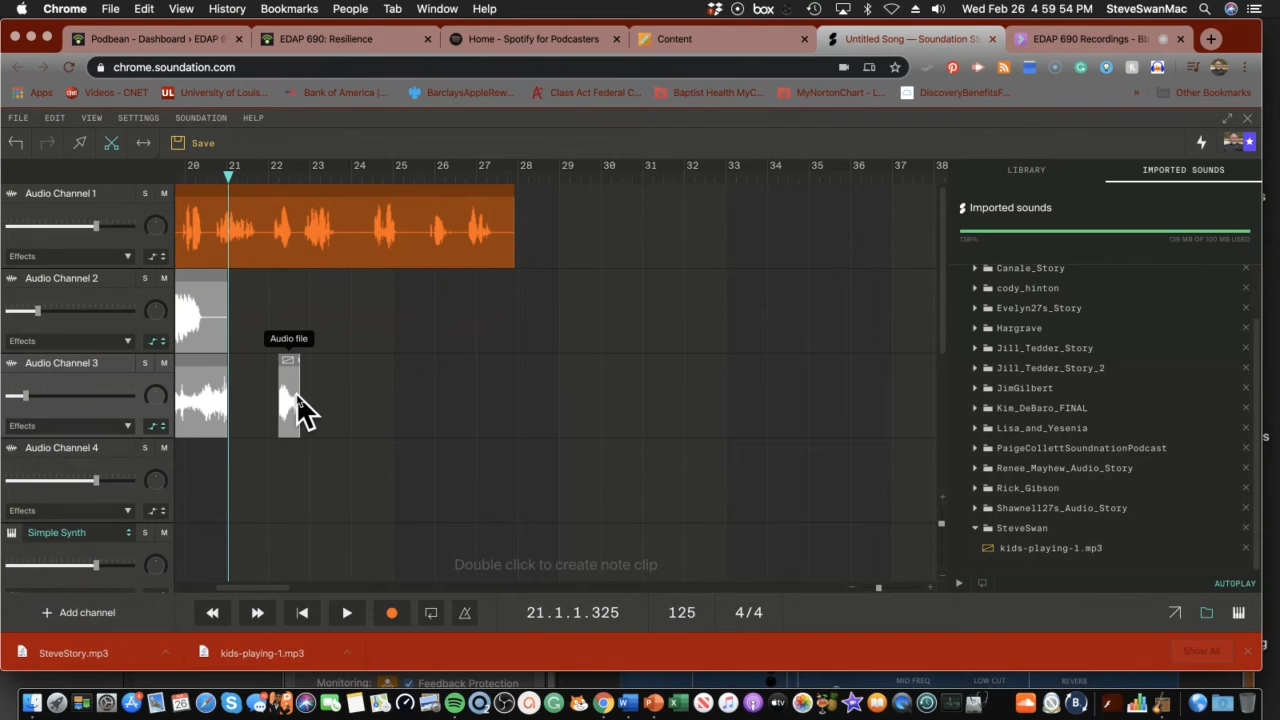 Chrome File Edit View History Bookmarks People Tab Window Help box Wed Feb 26 4:59:54 PM SteveSwanMac
Podbean - Dashboard › EDAP 6 EDAP 690: Resilience Home - Spotify for Podcasters Content Untitled Song — Soundation St EDAP 690 Recordings - Bb
chrome.soundation.com
Apps Videos - CNET UL University of Louis... Bank of America |... BarclaysAppleRew... Class Act Federal C... Baptist Health MyC... MyNortonChart - L... DiscoveryBenefitsF... » Other Bookmarks
FILE EDIT VIEW SETTINGS SOUNDATION HELP
Save
20 21 22 23 24 25 26 27 28 29 30 31 32 33 34 35 36 37 38
LIBRARY IMPORTED SOUNDS
Audio Channel 1 S M
Effects
Audio Channel 2 S M
Effects
Audio file
Audio Channel 3 S M
Effects
Audio Channel 4 S M
Effects
Simple Synth S M
Double click to create note clip
Imported sounds
138% 139 MB OF 100 MB USED
Canale_Story
cody_hinton
Evelyn27s_Story
Hargrave
Jill_Tedder_Story
Jill_Tedder_Story_2
JimGilbert
Kim_DeBaro_FINAL
Lisa_and_Yesenia
PaigeCollettSoundnationPodcast
Renee_Mayhew_Audio_Story
Rick_Gibson
Shawnell27s_Audio_Story
SteveSwan
kids-playing-1.mp3
AUTOPLAY
+ Add channel 21.1.1.325 125 4/4
SteveStory.mp3 kids-playing-1.mp3 Show All
Monitoring: Feedback Protection MID FREQ LOW CUT REVERB